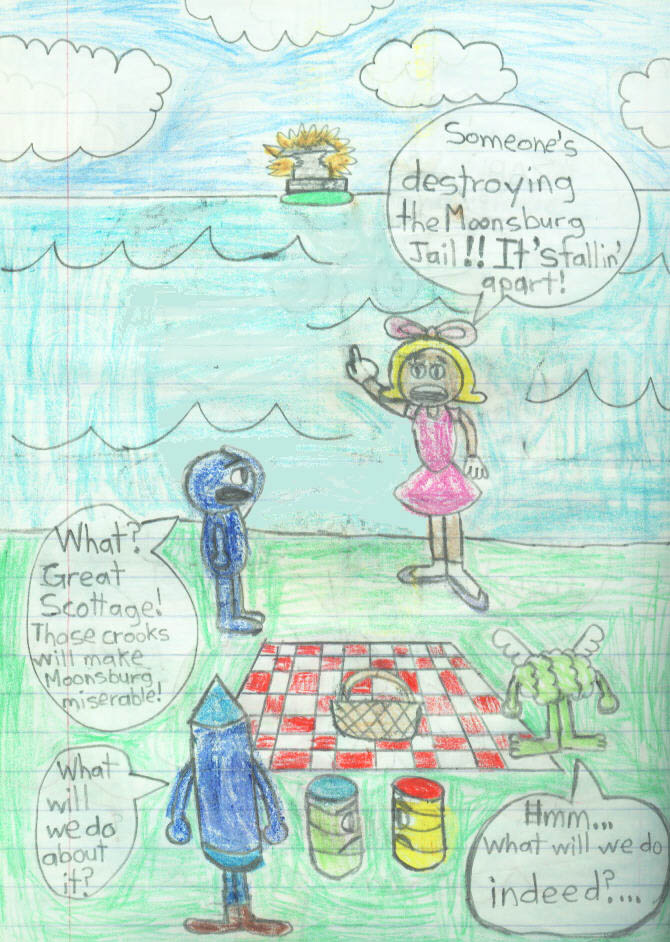 Someone's
destroying
the Moonsburg
Jail!! It's fallin'
apart!
What?
Great
Scottage!
Those crooks
will make
Moonsburg
miserable!
What
will
we do
about
it?
Hmm...
what will we do
indeed?....